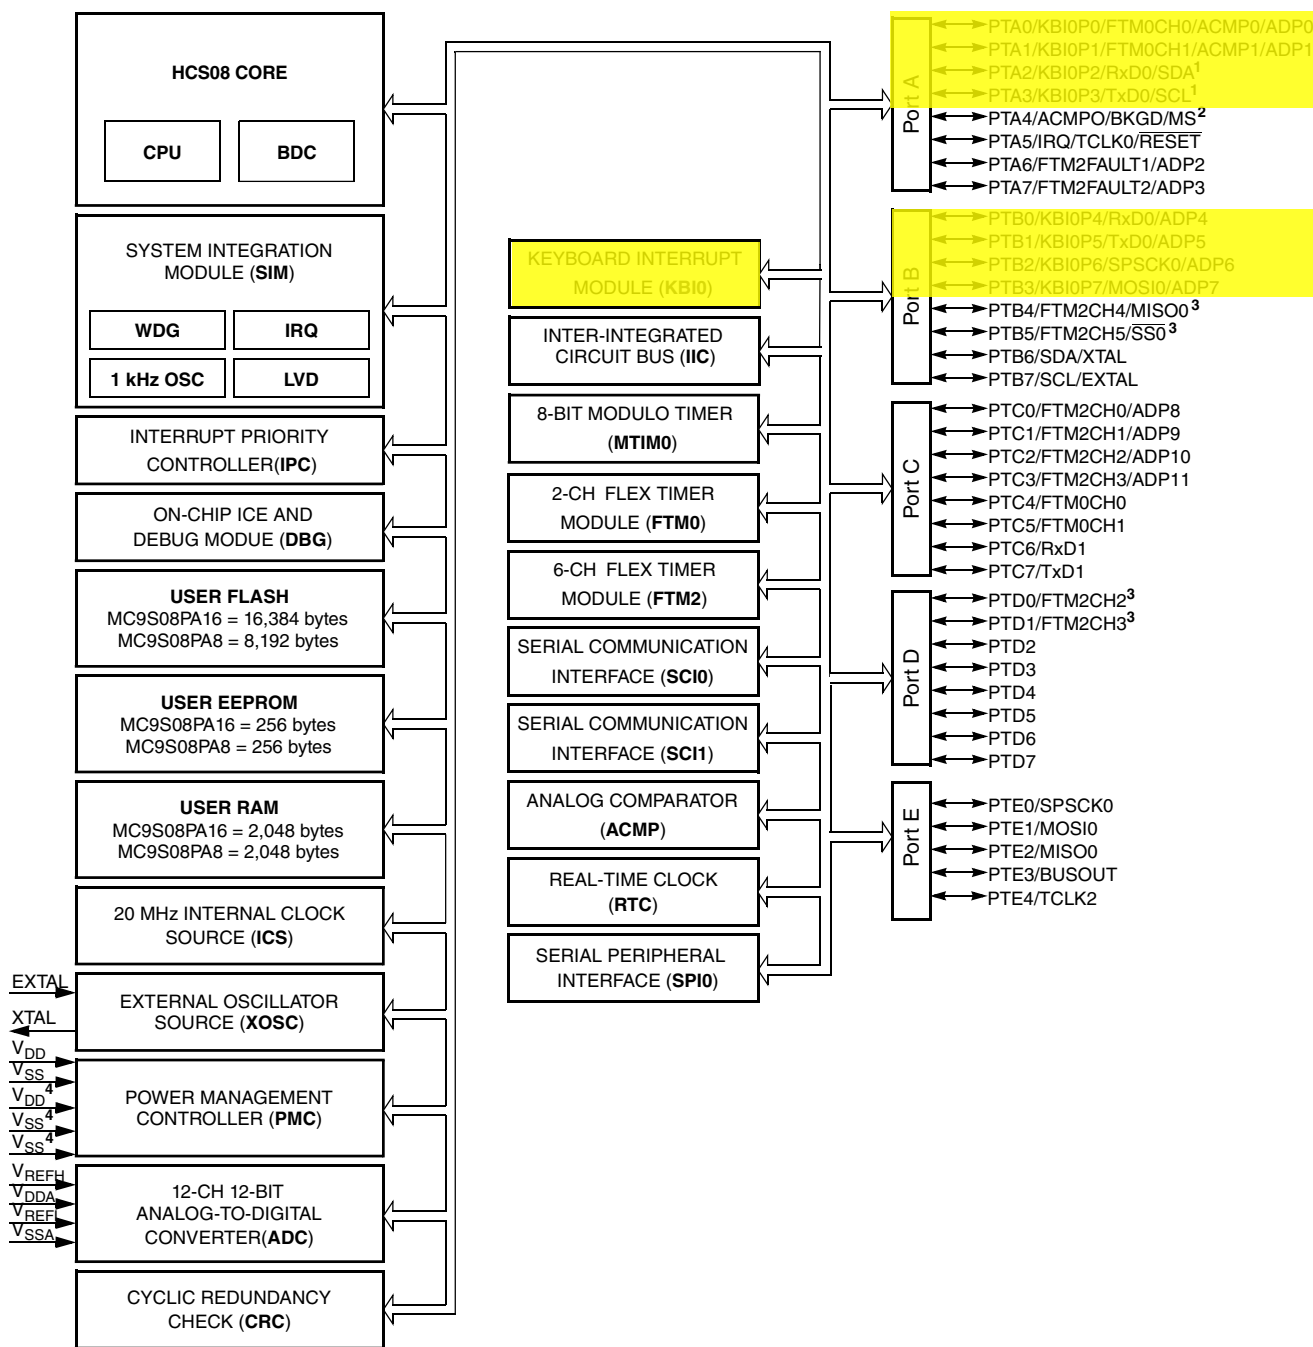 HCS08 CORE
CPU
BDC
SYSTEM INTEGRATION
MODULE (SIM)
WDG
IRQ
1 kHz OSC
LVD
INTERRUPT PRIORITY
CONTROLLER(IPC)
ON-CHIP ICE AND
DEBUG MODUE (DBG)
USER FLASH
MC9S08PA16 = 16,384 bytes
MC9S08PA8 = 8,192 bytes
USER EEPROM
MC9S08PA16 = 256 bytes
MC9S08PA8 = 256 bytes
USER RAM
MC9S08PA16 = 2,048 bytes
MC9S08PA8 = 2,048 bytes
20 MHz INTERNAL CLOCK
SOURCE (ICS)
EXTAL
XTAL
EXTERNAL OSCILLATOR
SOURCE (XOSC)
VDD
VSS
VDD4
VSS4
VSS4
POWER MANAGEMENT
CONTROLLER (PMC)
VREFH
VDDA
VREFL
VSSA
12-CH 12-BIT
ANALOG-TO-DIGITAL
CONVERTER(ADC)
CYCLIC REDUNDANCY
CHECK (CRC)
KEYBOARD INTERRUPT
MODULE (KBI0)
INTER-INTEGRATED
CIRCUIT BUS (IIC)
8-BIT MODULO TIMER
(MTIM0)
2-CH FLEX TIMER
MODULE (FTM0)
6-CH FLEX TIMER
MODULE (FTM2)
SERIAL COMMUNICATION
INTERFACE (SCI0)
SERIAL COMMUNICATION
INTERFACE (SCI1)
ANALOG COMPARATOR
(ACMP)
REAL-TIME CLOCK
(RTC)
SERIAL PERIPHERAL
INTERFACE (SPI0)
Port A
PTA0/KBI0P0/FTM0CH0/ACMP0/ADP0
PTA1/KBI0P1/FTM0CH1/ACMP1/ADP1
PTA2/KBI0P2/RxD0/SDA1
PTA3/KBI0P3/TxD0/SCL1
PTA4/ACMPO/BKGD/MS2
PTA5/IRQ/TCLK0/RESET
PTA6/FTM2FAULT1/ADP2
PTA7/FTM2FAULT2/ADP3
Port B
PTB0/KBI0P4/RxD0/ADP4
PTB1/KBI0P5/TxD0/ADP5
PTB2/KBI0P6/SPSCK0/ADP6
PTB3/KBI0P7/MOSI0/ADP7
PTB4/FTM2CH4/MISO03
PTB5/FTM2CH5/SS03
PTB6/SDA/XTAL
PTB7/SCL/EXTAL
Port C
PTC0/FTM2CH0/ADP8
PTC1/FTM2CH1/ADP9
PTC2/FTM2CH2/ADP10
PTC3/FTM2CH3/ADP11
PTC4/FTM0CH0
PTC5/FTM0CH1
PTC6/RxD1
PTC7/TxD1
Port D
PTD0/FTM2CH23
PTD1/FTM2CH33
PTD2
PTD3
PTD4
PTD5
PTD6
PTD7
Port E
PTE0/SPSCK0
PTE1/MOSI0
PTE2/MISO0
PTE3/BUSOUT
PTE4/TCLK2